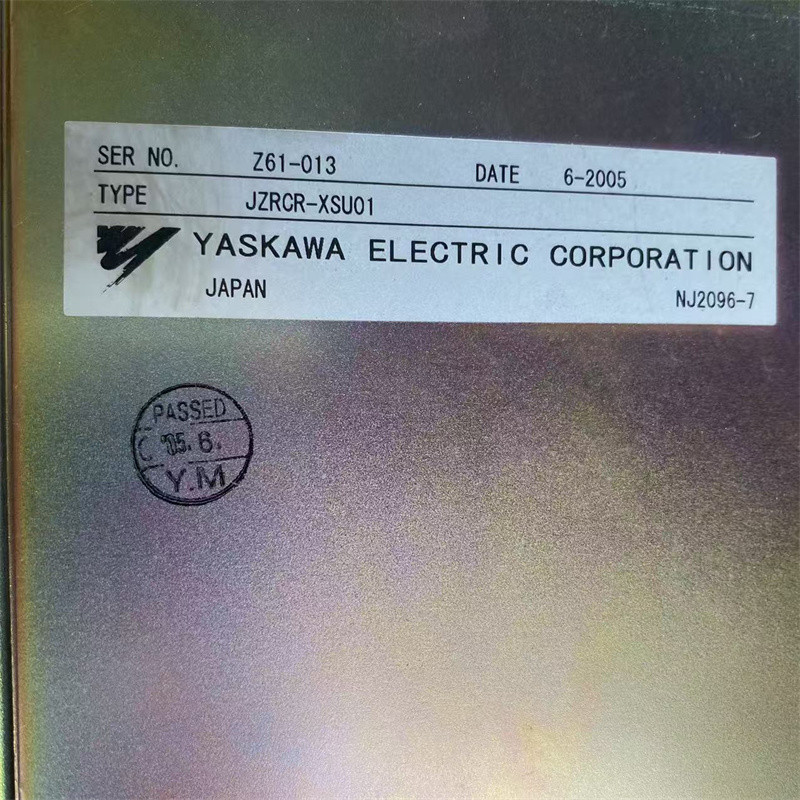 SER NO. Z61-013 DATE 6-2005
TYPE JZRCR-XSU01
YASKAWA ELECTRIC CORPORATION
JAPAN NJ2096-7
PASSED
'05.6.
Y.M